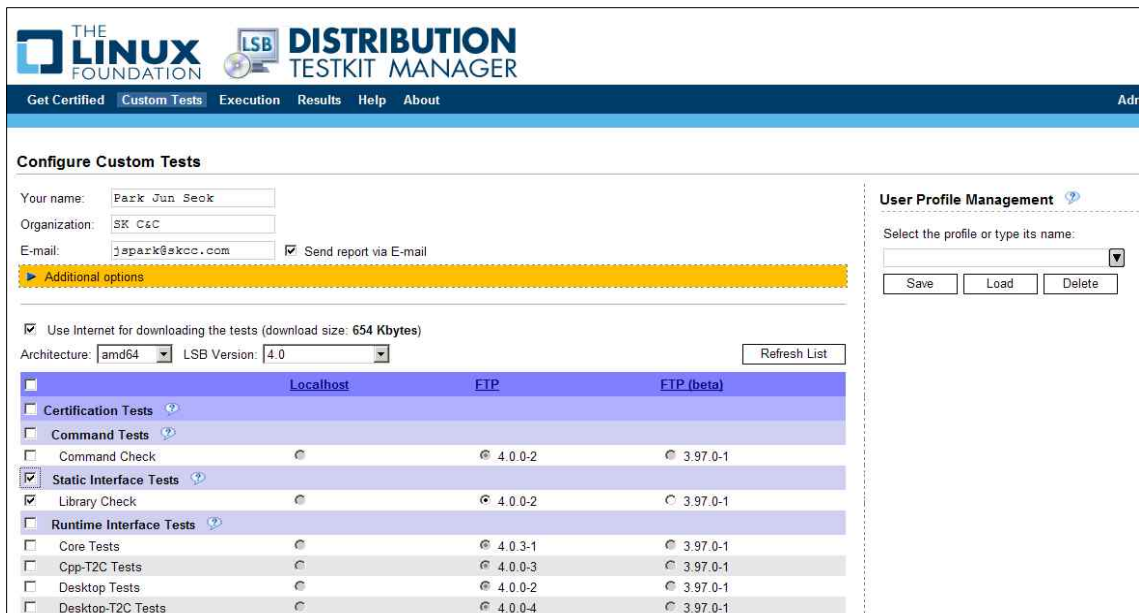 THE
LINUX
FOUNDATION
LSB
DISTRIBUTION
TESTKIT MANAGER
Get Certified Custom Tests Execution Results Help About Adr
Configure Custom Tests
Your name: Park Jun Seok
Organization: SK C&C
E-mail: jspark@skcc.com Send report via E-mail
Additional options
Use Internet for downloading the tests (download size: 654 Kbytes)
Architecture: amd64 LSB Version: 4.0 Refresh List
Localhost FTP FTP (beta)
Certification Tests ?
Command Tests ?
Command Check 4.0.0-2 3.97.0-1
Static Interface Tests ?
Library Check 4.0.0-2 3.97.0-1
Runtime Interface Tests ?
Core Tests 4.0.3-1 3.97.0-1
Cpp-T2C Tests 4.0.0-3 3.97.0-1
Desktop Tests 4.0.0-2 3.97.0-1
Desktop-T2C Tests 4.0.0-4 3.97.0-1
User Profile Management ?
Select the profile or type its name:
Save Load Delete